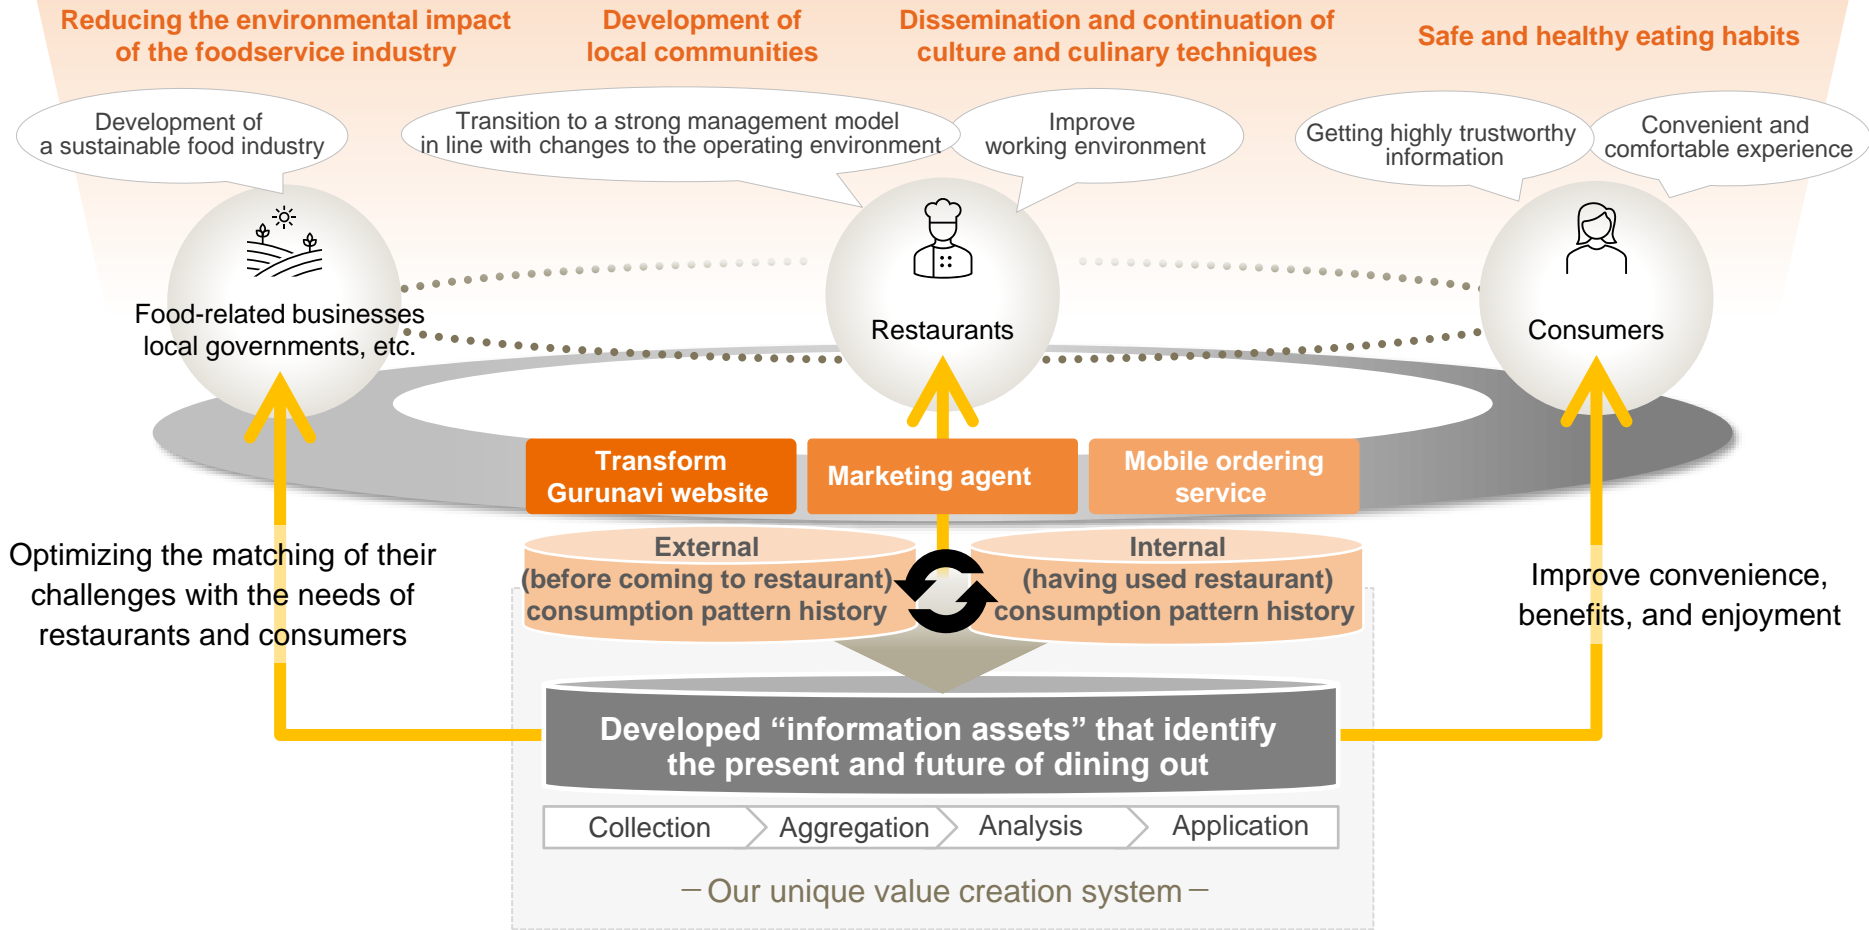 Reducing the environmental impact
of the foodservice industry
Development of
local communities
Dissemination and continuation of
culture and culinary techniques
Safe and healthy eating habits
Development of
a sustainable food industry
Transition to a strong management model
in line with changes to the operating environment
Improve
working environment
Getting highly trustworthy
information
Convenient and
comfortable experience
Food-related businesses
local governments, etc.
Restaurants
Consumers
Transform
Gurunavi website
Marketing agent
Mobile ordering
service
Optimizing the matching of their
challenges with the needs of
restaurants and consumers
External
(before coming to restaurant)
consumption pattern history
Internal
(having used restaurant)
consumption pattern history
Improve convenience,
benefits, and enjoyment
Developed “information assets” that identify
the present and future of dining out
Collection
Aggregation
Analysis
Application
－Our unique value creation system－